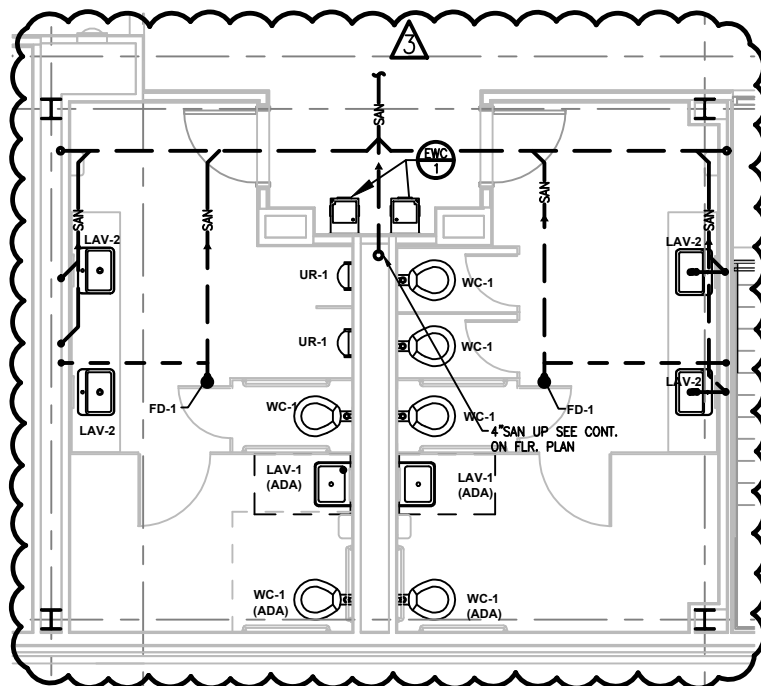 3
SAN
EWC
1
SAN
SAN
SAN
SAN
LAV-2
LAV-2
UR-1
WC-1
UR-1
WC-1
LAV-2
LAV-2
FD-1
WC-1
WC-1
FD-1
4"SAN UP SEE CONT.
ON FLR. PLAN
LAV-1
(ADA)
LAV-1
(ADA)
WC-1
(ADA)
WC-1
(ADA)